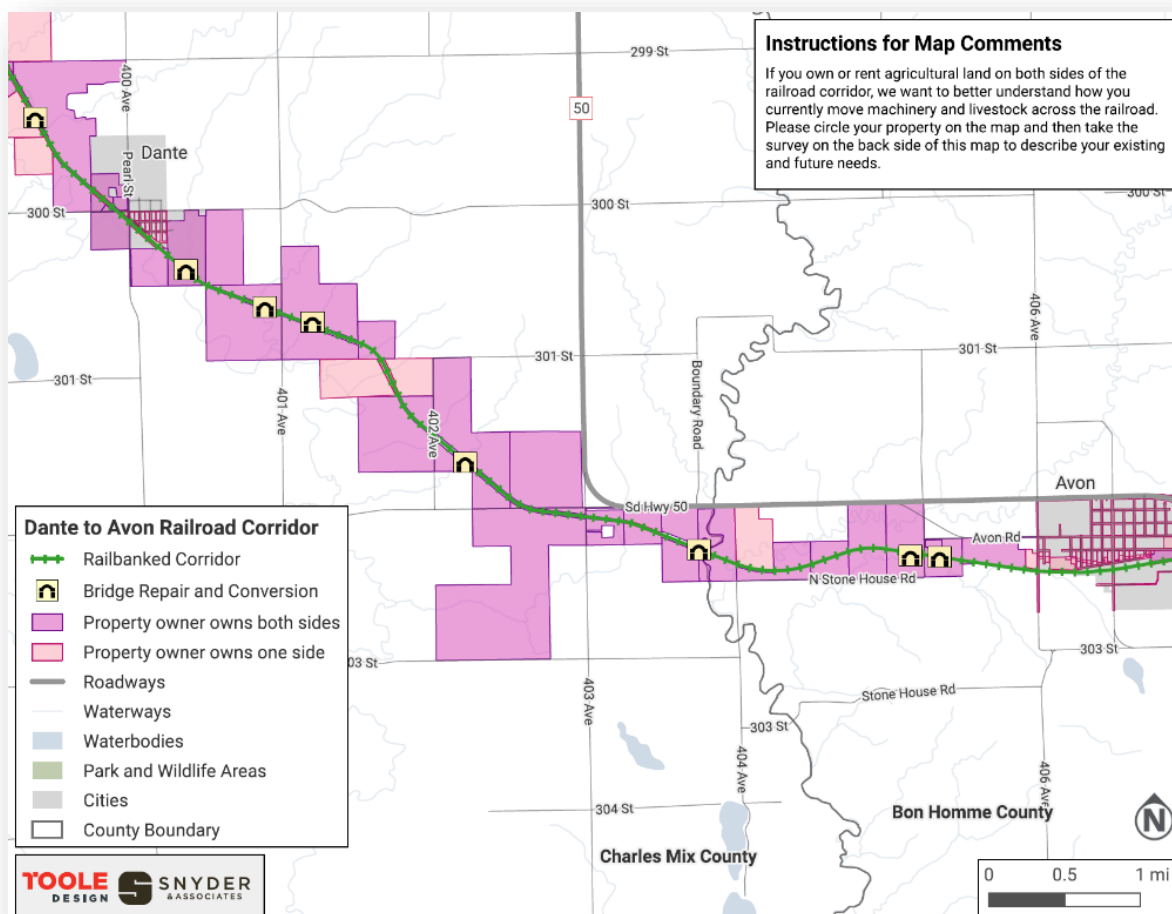 Instructions for Map Comments
If you own or rent agricultural land on both sides of the
railroad corridor, we want to better understand how you
currently move machinery and livestock across the railroad.
Please circle your property on the map and then take the
survey on the back side of this map to describe your existing
and future needs.
299 St
50
400 Ave
Dante
Pearl St
300 St
300 St
300 St
406 Ave
301 St
301 St
301 St
401 Ave
402 Ave
Boundary Road
Avon
Sd Hwy 50
Avon Rd
N Stone House Rd
Dante to Avon Railroad Corridor
Railbanked Corridor
Bridge Repair and Conversion
Property owner owns both sides
Property owner owns one side
Roadways
Waterways
Waterbodies
Park and Wildlife Areas
Cities
County Boundary
03 St
303 St
403 Ave
Stone House Rd
303 St
404 Ave
406 Ave
304 St
Bon Homme County
Charles Mix County
N
TOOLE
DESIGN
S
SNYDER
& ASSOCIATES
0 0.5 1 mi